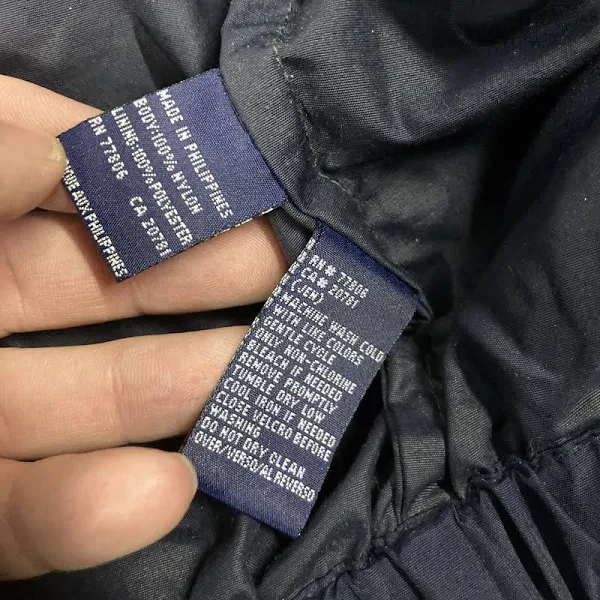 MADE IN PHILIPPINES
BODY:100% NYLON
LINING:100% POLYESTER
RN 77806 CA 20781
QUE AUX PHILIPPINES
RN# 77806
CA# 20781
(1EN)
MACHINE WASH COLD
WITH LIKE COLORS
GENTLE CYCLE
ONLY NON-CHLORINE
BLEACH IF NEEDED
REMOVE PROMPTLY
TUMBLE DRY LOW
COOL IRON IF NEEDED
CLOSE VELCRO BEFORE
WASHING
DO NOT DRY CLEAN
OVER/VERSO/AL REVERSO